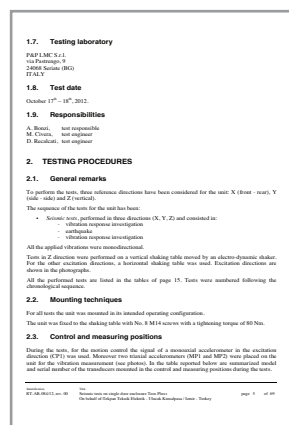 1.7. Testing laboratory
P&P LMC S.r.l.
via Pastrengo, 9
24068 Seriate (BG)
ITALY
1.8. Test date
October 17th – 18th, 2012.
1.9. Responsibilities
A. Bonzi, test responsible
M. Civera, test engineer
D. Recalcati, test engineer
2. TESTING PROCEDURES
2.1. General remarks
To perform the tests, three reference directions have been considered for the unit: X (front - rear), Y
(side - side) and Z (vertical).
The sequence of the tests for the unit has been:
• Seismic tests, performed in three directions (X, Y, Z) and consisted in:
- vibration response investigation
- earthquake
- vibration response investigation
All the applied vibrations were monodirectional.
Tests in Z direction were performed on a vertical shaking table moved by an electro-dynamic shaker.
For the other excitation directions, a horizontal shaking table was used. Excitation directions are
shown in the photographs.
All the performed tests are listed in the tables of page 15. Tests were numbered following the
chronological sequence.
2.2. Mounting techniques
For all tests the unit was mounted in its intended operating configuration.
The unit was fixed to the shaking table with No. 8 M14 screws with a tightening torque of 80 Nm.
2.3. Control and measuring positions
During the tests, for the motion control the signal of a monoaxial accelerometer in the excitation
direction (CP1) was used. Moreover two triaxial accelerometers (MP1 and MP2) were placed on
the unit for the vibration measurement (see photos). In the table reported below are summarized model
and serial number of the transducers mounted in the control and measuring positions during the tests.
Seismic tests on single door enclosure
On behalf of
page 5 of 69